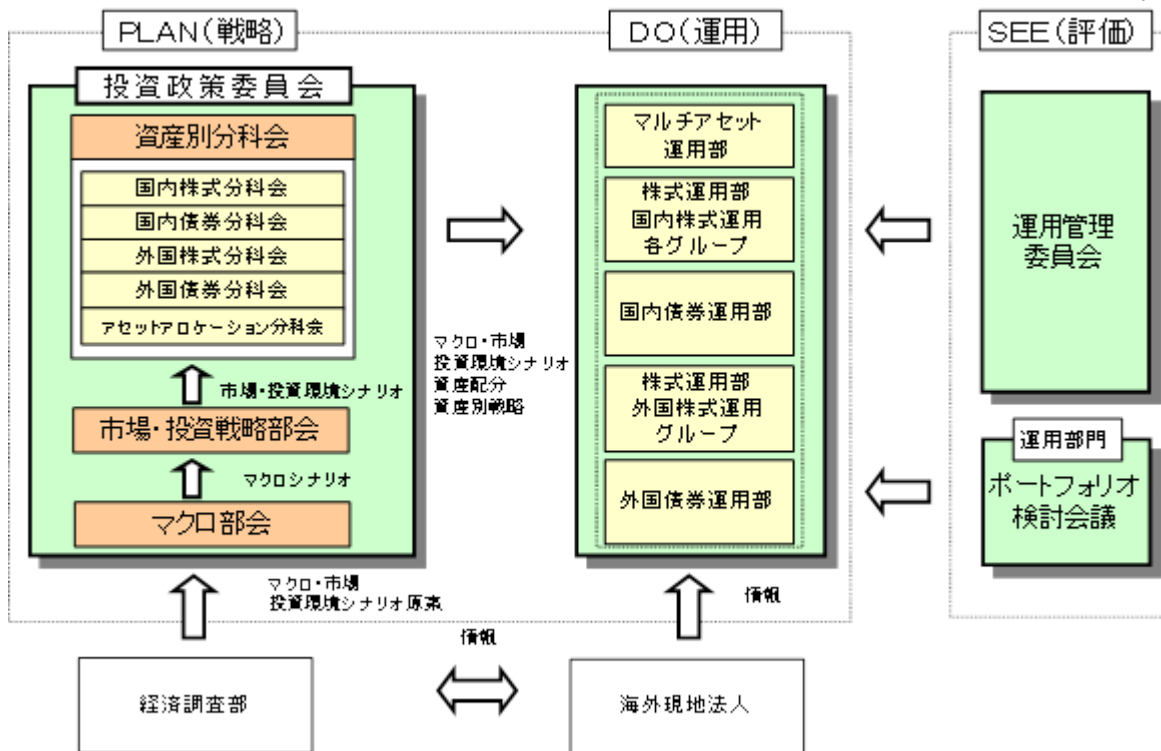 PLAN(戦略)
投資政策委員会
資産別分科会
国内株式分科会
国内債券分科会
外国株式分科会
外国債券分科会
アセットアロケーション分科会
市場・投資環境シナリオ
市場・投資戦略部会
マクロシナリオ
マクロ部会
マクロ・市場
投資環境シナリオ原案
経済調査部
マクロ・市場
投資環境シナリオ
資産配分
資産別戦略
情報
DO(運用)
マルチアセット
運用部
株式運用部
国内株式運用
各グループ
国内債券運用部
株式運用部
外国株式運用
グループ
外国債券運用部
情報
海外現地法人
SEE(評価)
運用管理
委員会
運用部門
ポートフォリオ
検討会議